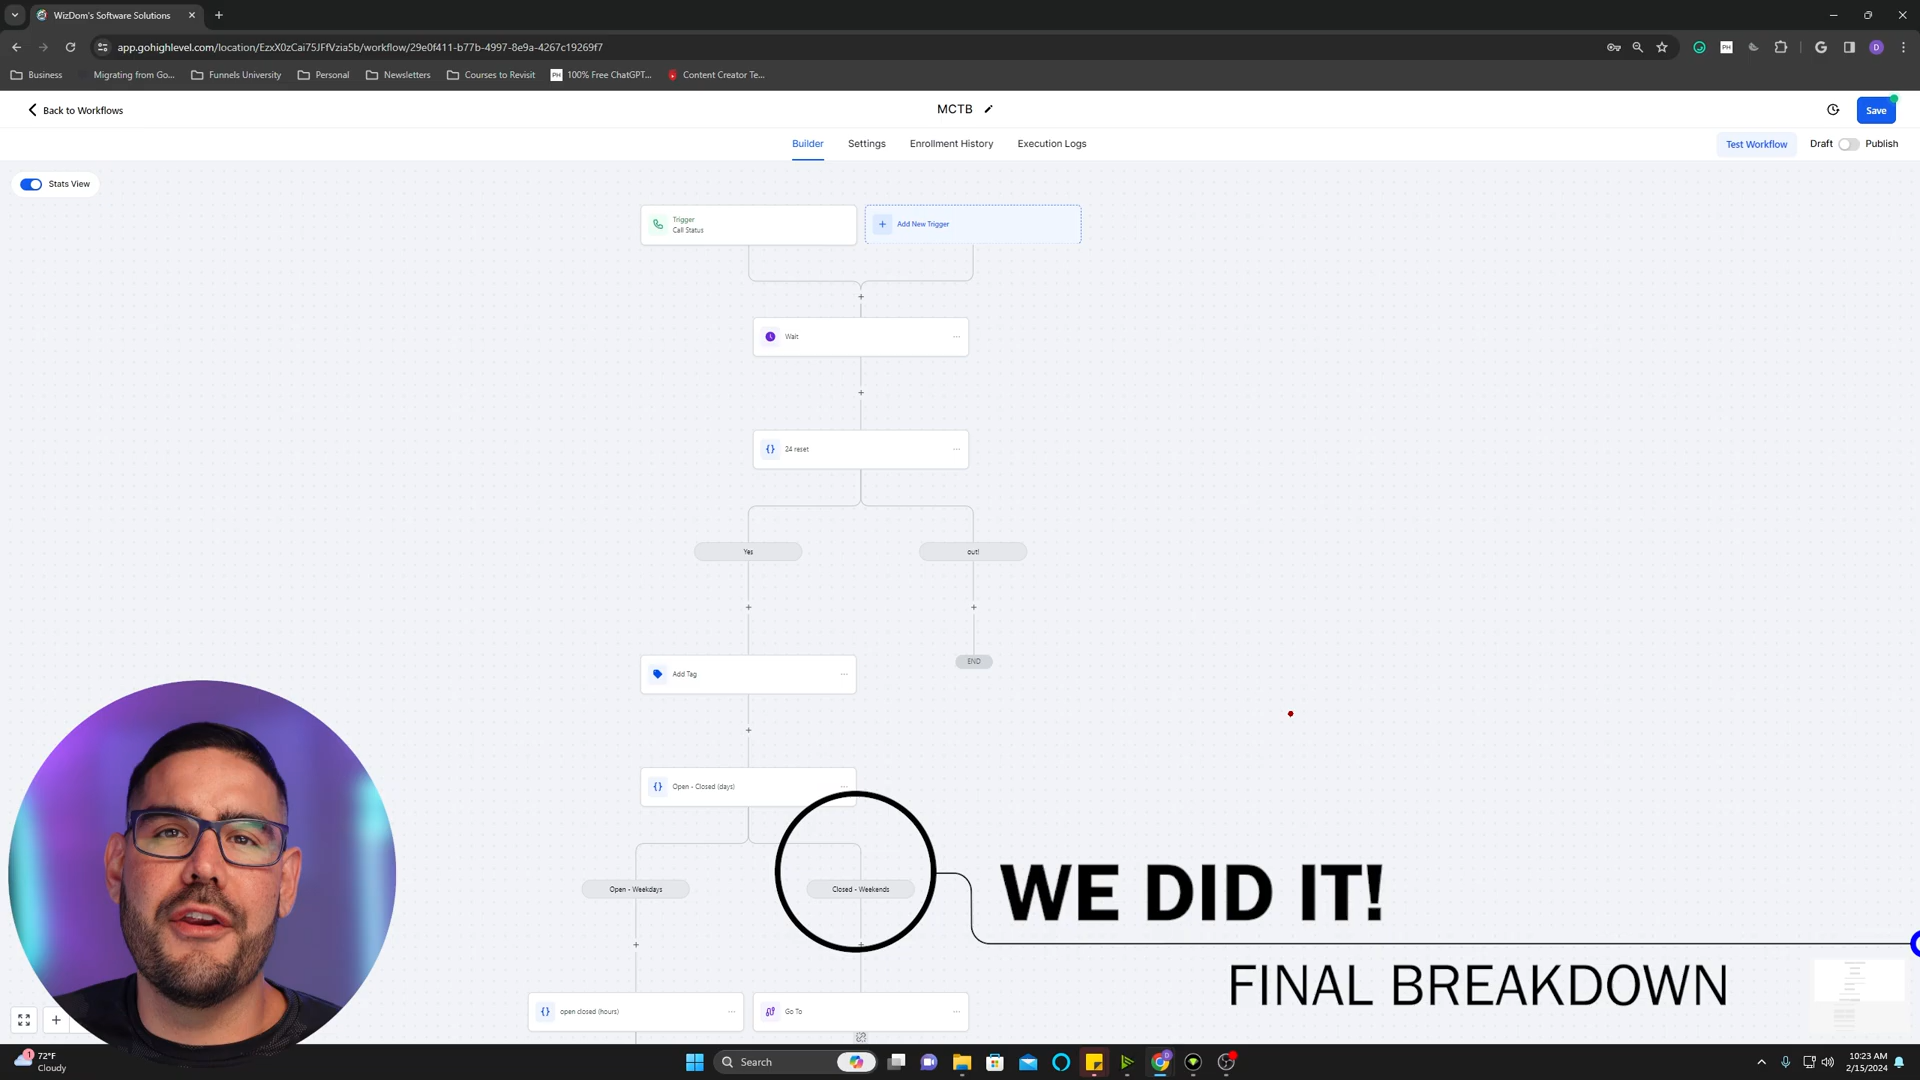 WizDom's Software Solutions
app.gohighlevel.com/location/EzxX0zCai75JFfVzia5b/workflow/29e0f411-b77b-4997-8e9a-4267c19269f7
Business
Migrating from Go...
Funnels University
Personal
Newsletters
Courses to Revisit
PH
100% Free ChatGPT...
Content Creator Te...
Back to Workflows
MCTB
Save
Builder
Settings
Enrollment History
Execution Logs
Test Workflow
Draft
Publish
Stats View
Trigger
Call Status
Add New Trigger
Wait
24 reset
Yes
out!
Add Tag
END
Open - Closed (days)
Open - Weekdays
Closed - Weekends
WE DID IT!
FINAL BREAKDOWN
open closed (hours)
Go To
1
72°F
Cloudy
Search
10:23 AM
2/15/2024